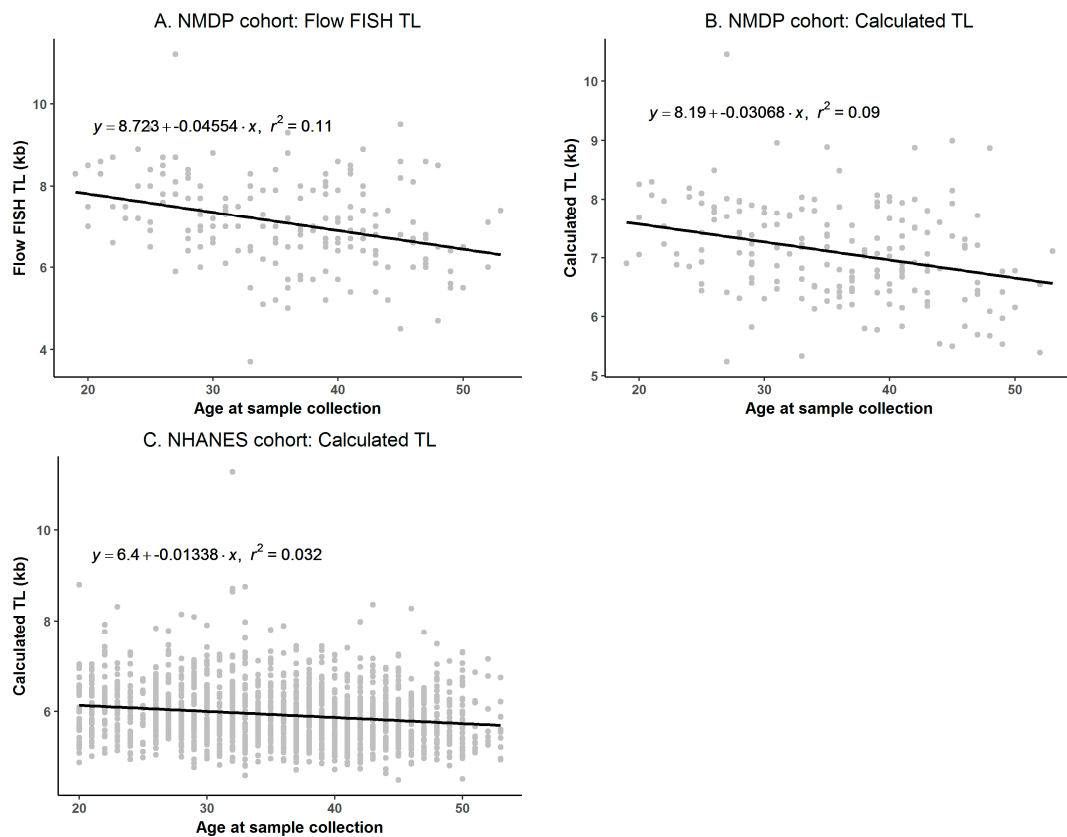 A. NMDP cohort: Flow FISH TL
y = 8.723 + -0.04554 · x, r² = 0.11
Flow FISH TL (kb)
10
8
6
4
20 30 40 50
Age at sample collection
B. NMDP cohort: Calculated TL
y = 8.19 + -0.03068 · x, r² = 0.09
Calculated TL (kb)
10
9
8
7
6
5
20 30 40 50
Age at sample collection
C. NHANES cohort: Calculated TL
y = 6.4 + -0.01338 · x, r² = 0.032
Calculated TL (kb)
10
8
6
20 30 40 50
Age at sample collection